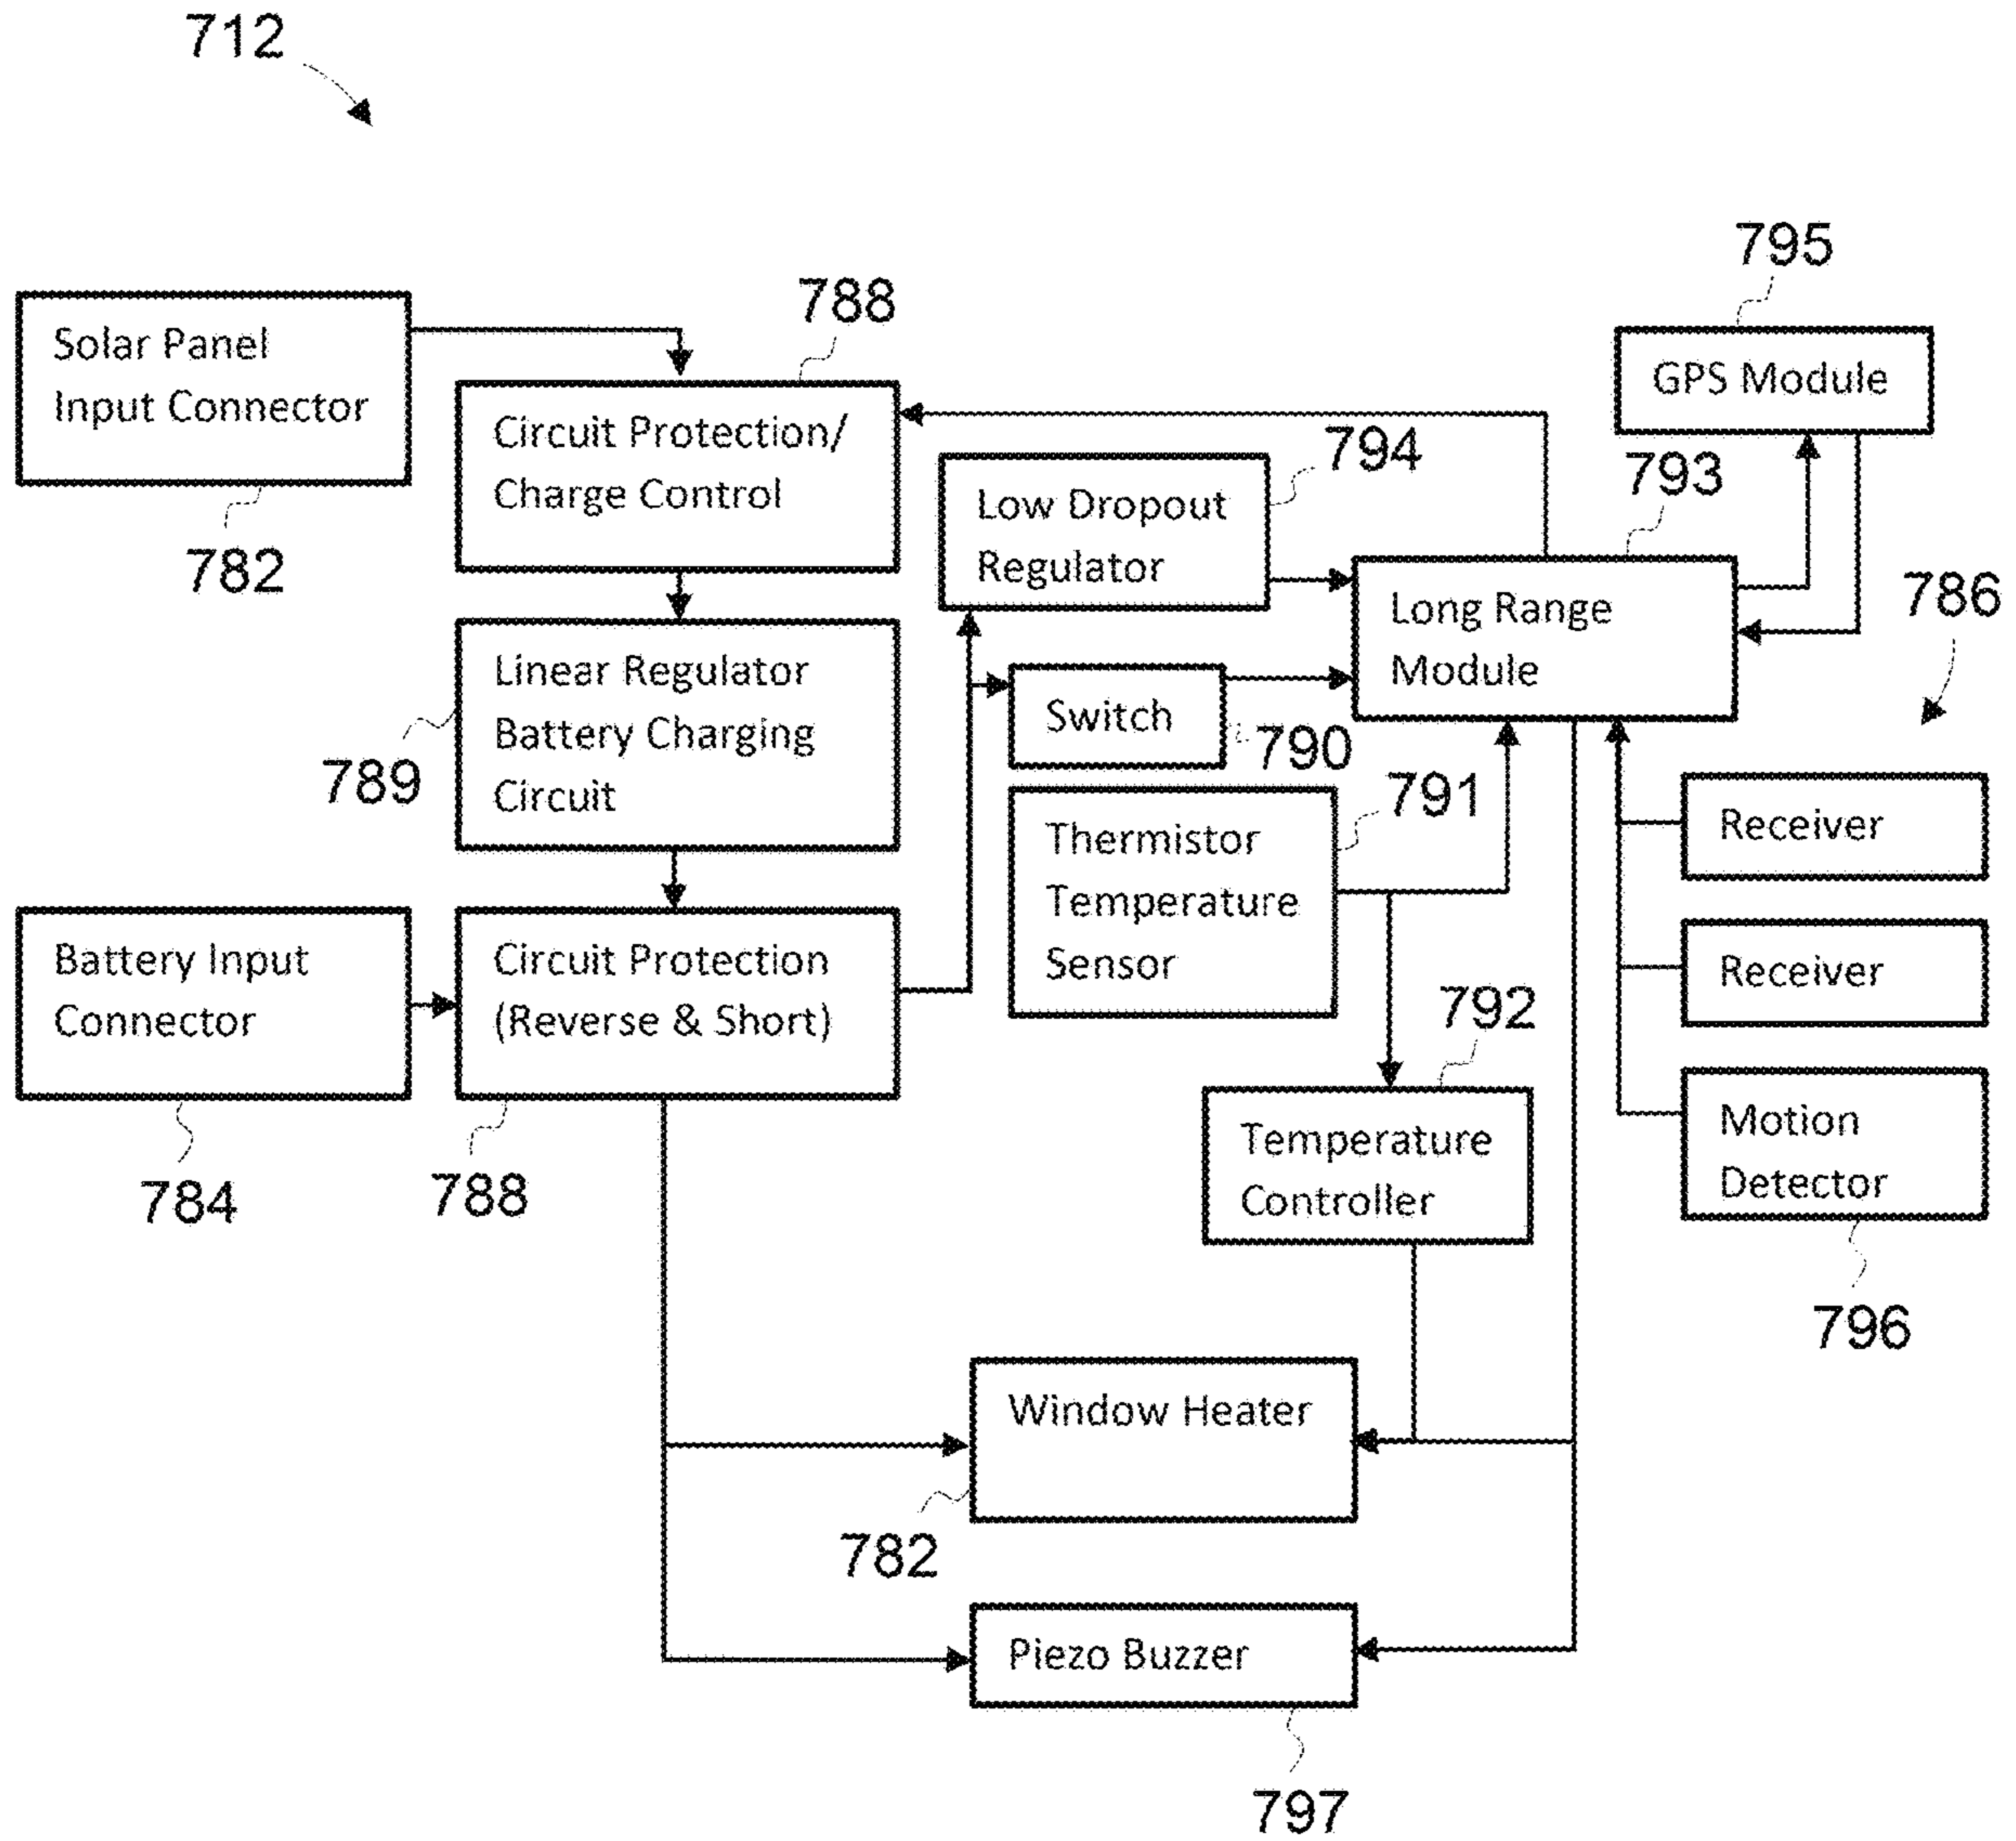 712
795
788
Solar Panel
Input Connector
782
Circuit Protection/
Charge Control
GPS Module
794
793
Low Dropout
Regulator
Long Range
Module
786
Linear Regulator
Battery Charging
Circuit
789
Switch
790
791
Thermistor
Temperature
Sensor
Receiver
Receiver
Battery Input
Connector
784
Circuit Protection
(Reverse & Short)
788
792
Temperature
Controller
Motion
Detector
796
Window Heater
782
Piezo Buzzer
797